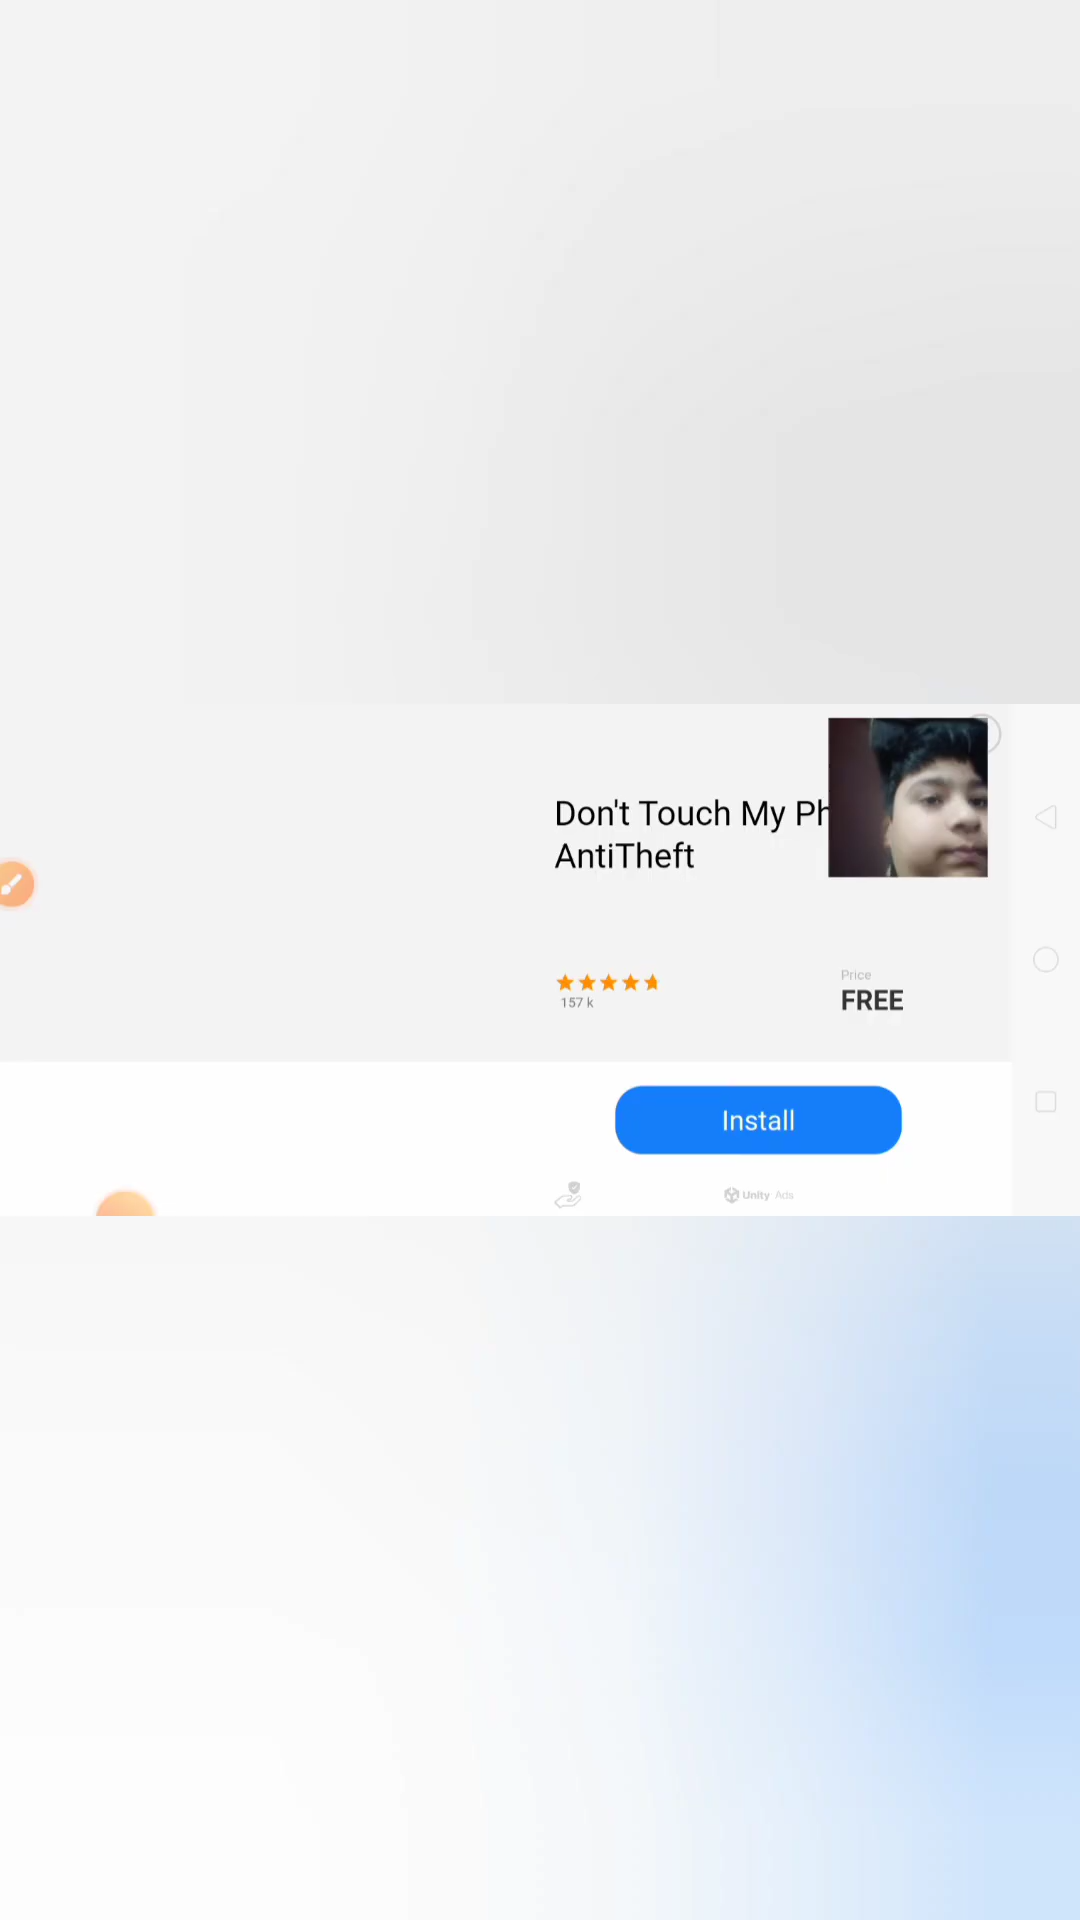 Don't Touch My Ph
AntiTheft
157 k
Price
FREE
Install
Unity Ads